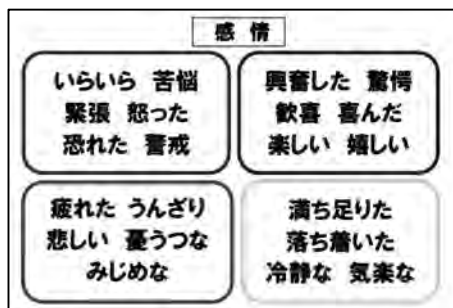 感 情
いらいら 苦悩
緊張 怒った
恐れた 警戒
興奮した 驚愕
歓喜 喜んだ
楽しい 嬉しい
疲れた うんざり
悲しい 憂うつな
みじめな
満ち足りた
落ち着いた
冷静な 気楽な